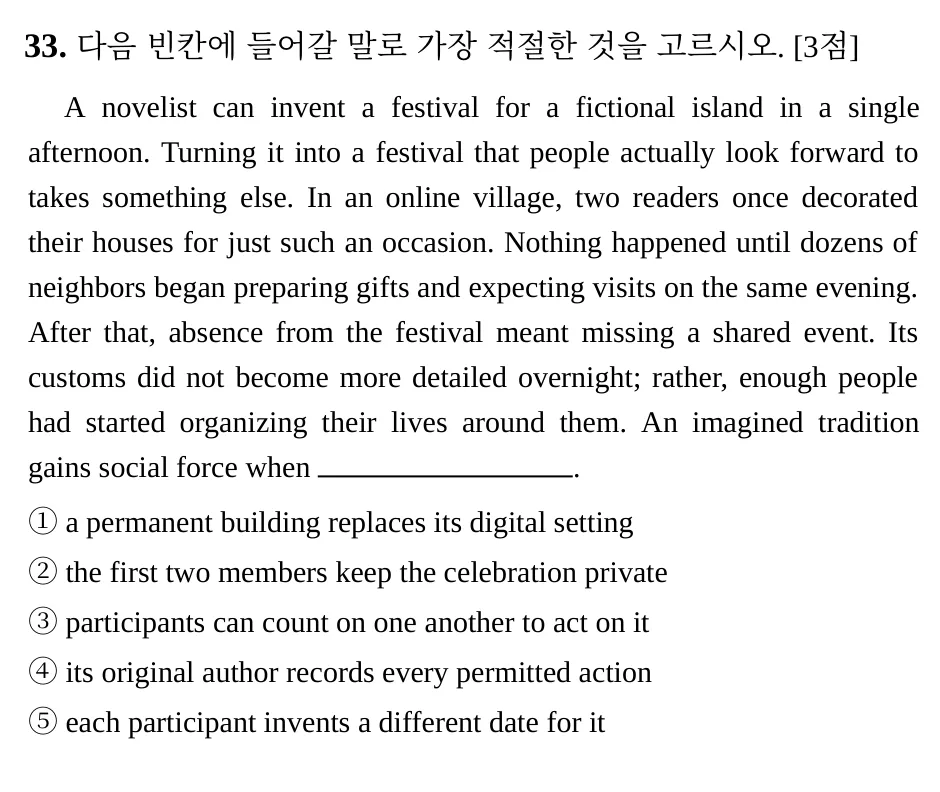 33. 다음 빈칸에 들어갈 말로 가장 적절한 것을 고르시오. [3점]
A novelist can invent a festival for a fictional island in a single
afternoon. Turning it into a festival that people actually look forward to
takes something else. In an online village, two readers once decorated
their houses for just such an occasion. Nothing happened until dozens of
neighbors began preparing gifts and expecting visits on the same evening.
After that, absence from the festival meant missing a shared event. Its
customs did not become more detailed overnight; rather, enough people
had started organizing their lives around them. An imagined tradition
gains social force when ____________.
① a permanent building replaces its digital setting
② the first two members keep the celebration private
③ participants can count on one another to act on it
④ its original author records every permitted action
⑤ each participant invents a different date for it